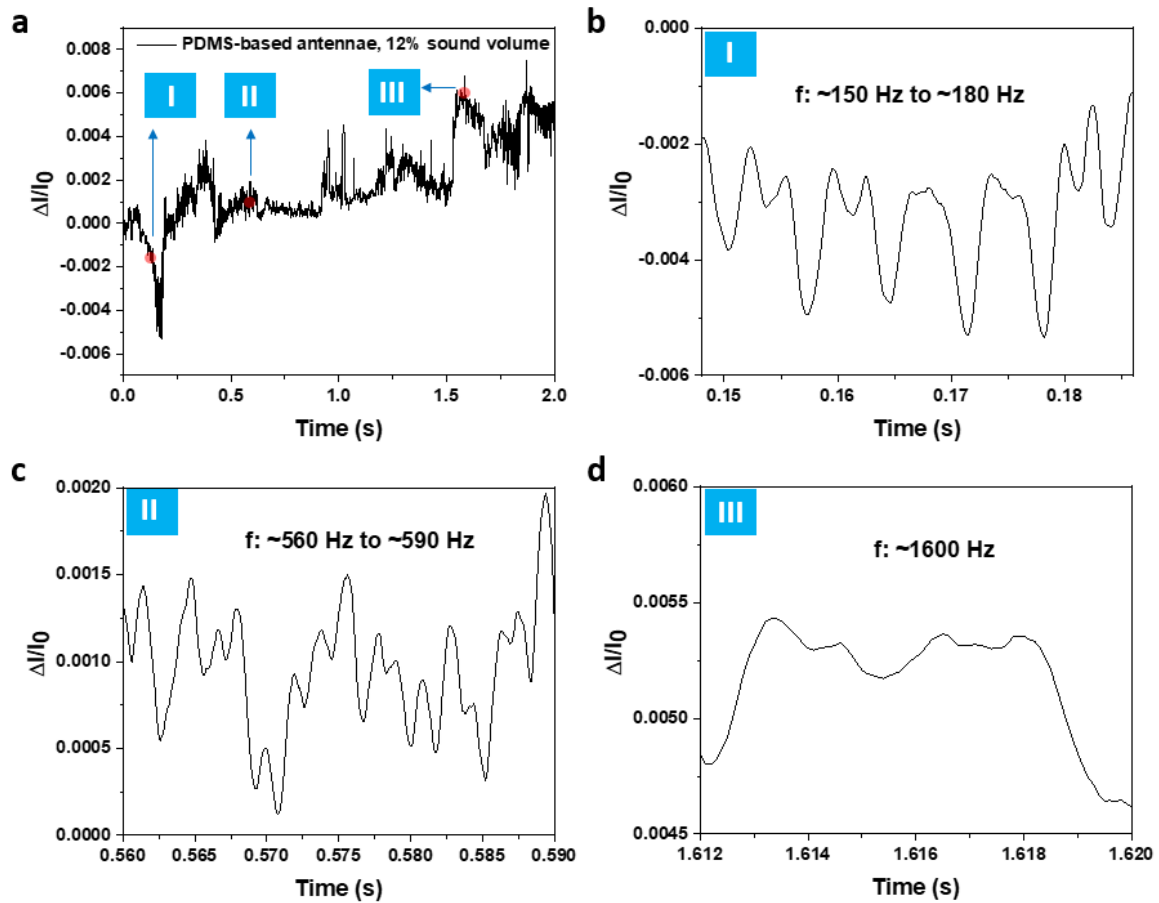 a
PDMS-based antennae, 12% sound volume
I
II
III
0.008
0.006
0.004
0.002
0.000
-0.002
-0.004
-0.006
ΔI/I0
0.0 0.5 1.0 1.5 2.0
Time (s)
b
I
f: ~150 Hz to ~180 Hz
0.000
-0.002
-0.004
-0.006
ΔI/I0
0.15 0.16 0.17 0.18
Time (s)
c
II
f: ~560 Hz to ~590 Hz
0.0020
0.0015
0.0010
0.0005
0.0000
ΔI/I0
0.560 0.565 0.570 0.575 0.580 0.585 0.590
Time (s)
d
III
f: ~1600 Hz
0.0060
0.0055
0.0050
0.0045
ΔI/I0
1.612 1.614 1.616 1.618 1.620
Time (s)